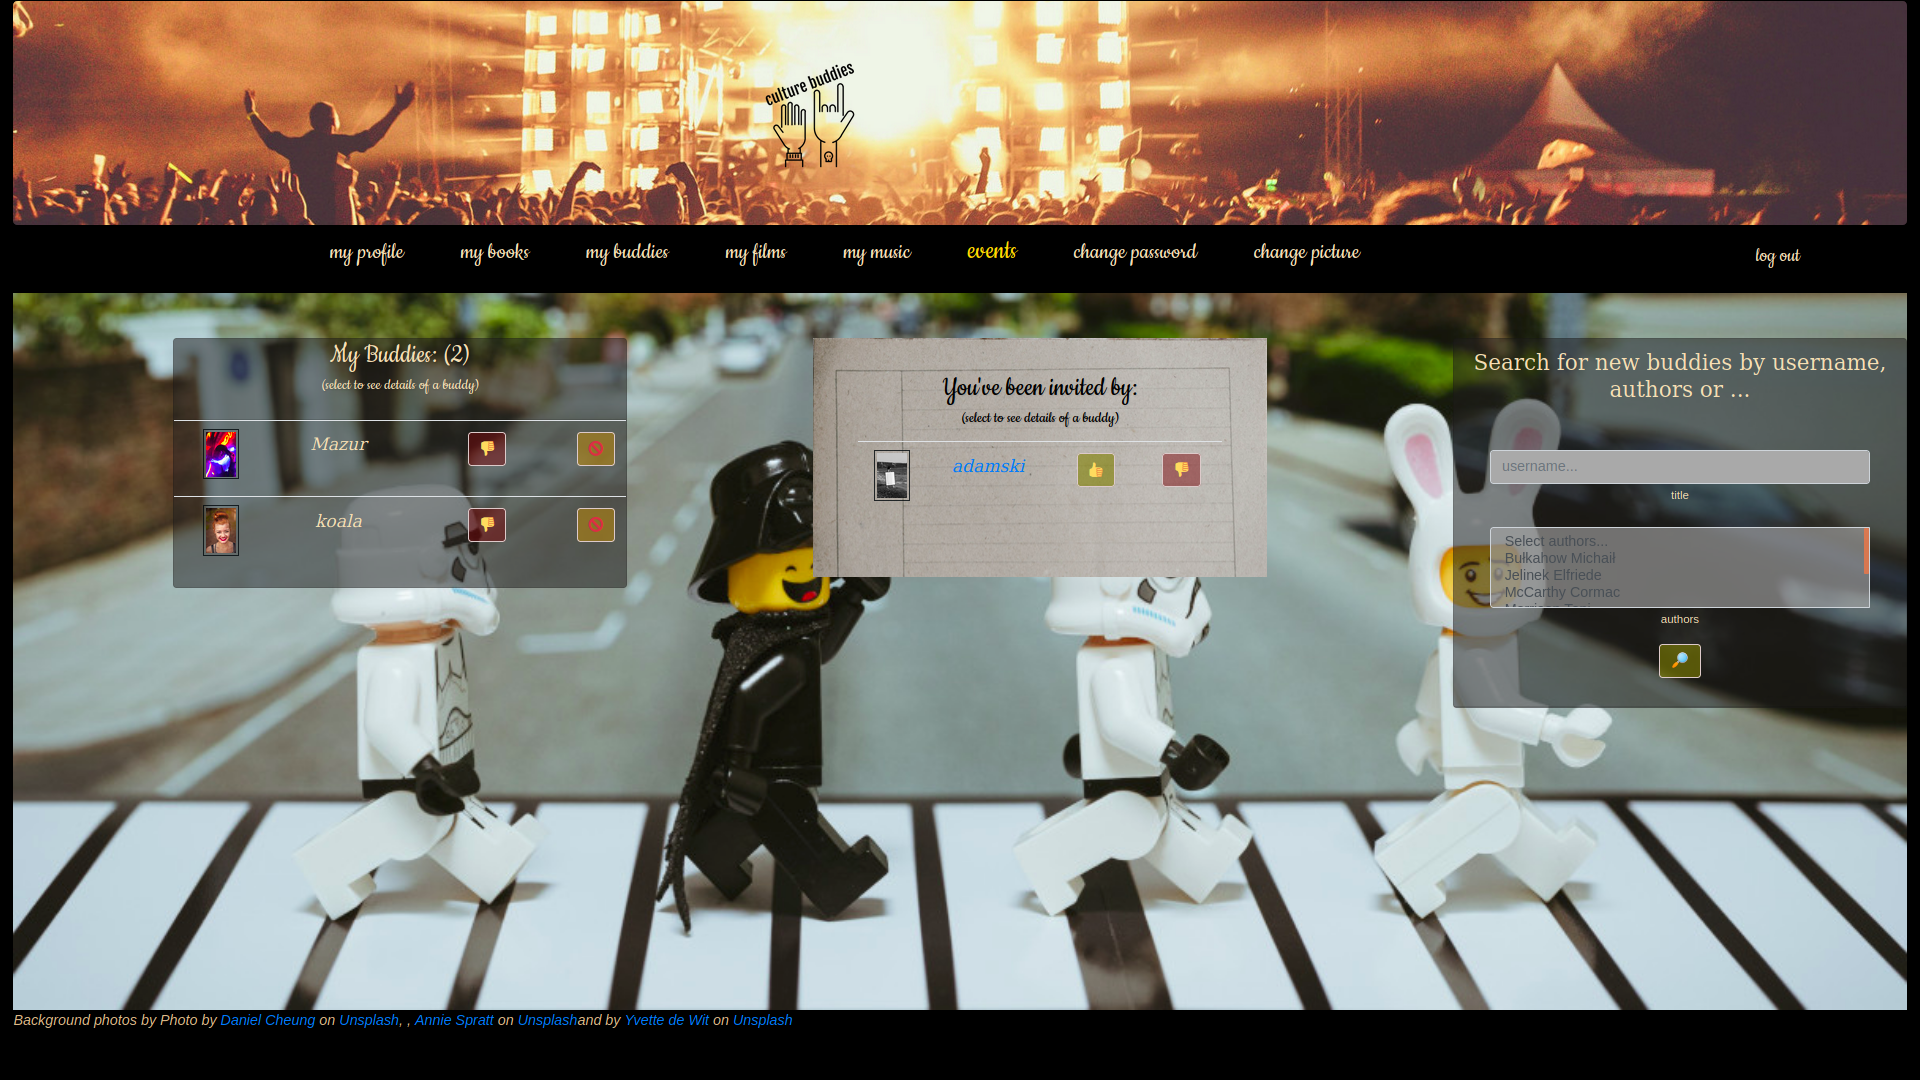 culture buddies
my profile my books my buddies my films my music events change password change picture log out
My Buddies: (2)
(select to see details of a buddy)
Mazur
koala
You've been invited by:
(select to see details of a buddy)
adamski
Search for new buddies by username,
authors or ...
username...
title
Select authors...
Bułkahow Michaił
Jelinek Elfriede
McCarthy Cormac
authors
Background photos by Photo by Daniel Cheung on Unsplash, , Annie Spratt on Unsplashand by Yvette de Wit on Unsplash